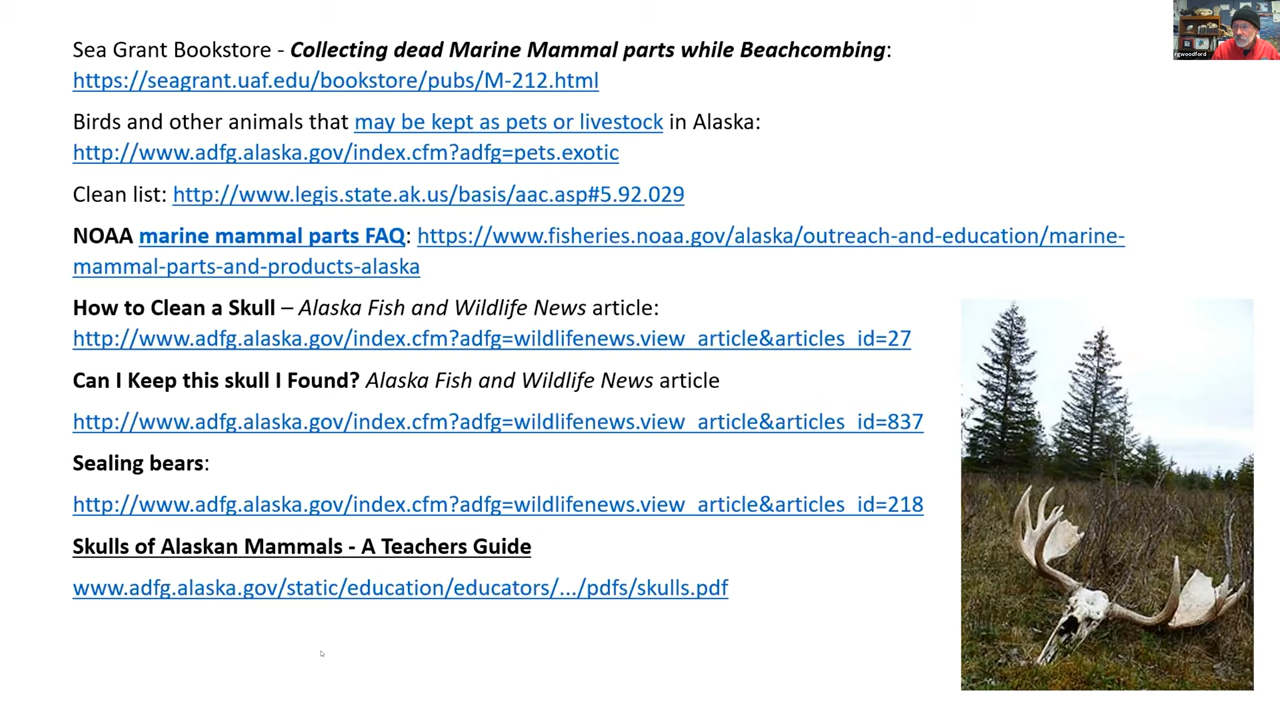 Sea Grant Bookstore - Collecting dead Marine Mammal parts while Beachcombing:
https://seagrant.uaf.edu/bookstore/pubs/M-212.html
Birds and other animals that may be kept as pets or livestock in Alaska:
http://www.adfg.alaska.gov/index.cfm?adfg=pets.exotic
Clean list: http://www.legis.state.ak.us/basis/aac.asp#5.92.029
NOAA marine mammal parts FAQ: https://www.fisheries.noaa.gov/alaska/outreach-and-education/marine-
mammal-parts-and-products-alaska
How to Clean a Skull – Alaska Fish and Wildlife News article:
http://www.adfg.alaska.gov/index.cfm?adfg=wildlifenews.view_article&articles_id=27
Can I Keep this skull I Found? Alaska Fish and Wildlife News article
http://www.adfg.alaska.gov/index.cfm?adfg=wildlifenews.view_article&articles_id=837
Sealing bears:
http://www.adfg.alaska.gov/index.cfm?adfg=wildlifenews.view_article&articles_id=218
Skulls of Alaskan Mammals - A Teachers Guide
www.adfg.alaska.gov/static/education/educators/.../pdfs/skulls.pdf